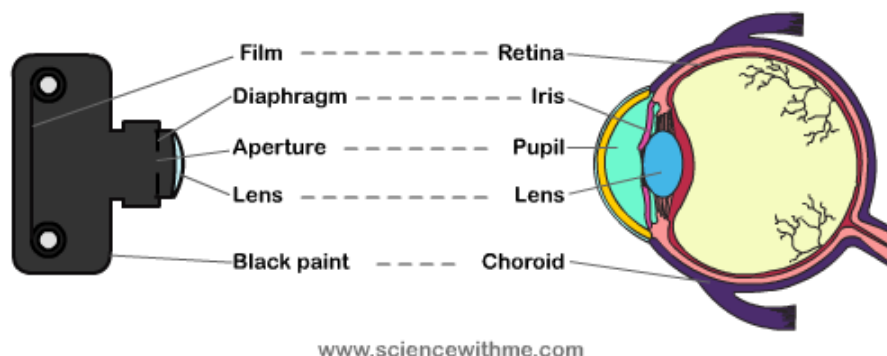 Film Retina
Diaphragm Iris
Aperture Pupil
Lens Lens
Black paint Choroid
www.sciencewithme.com